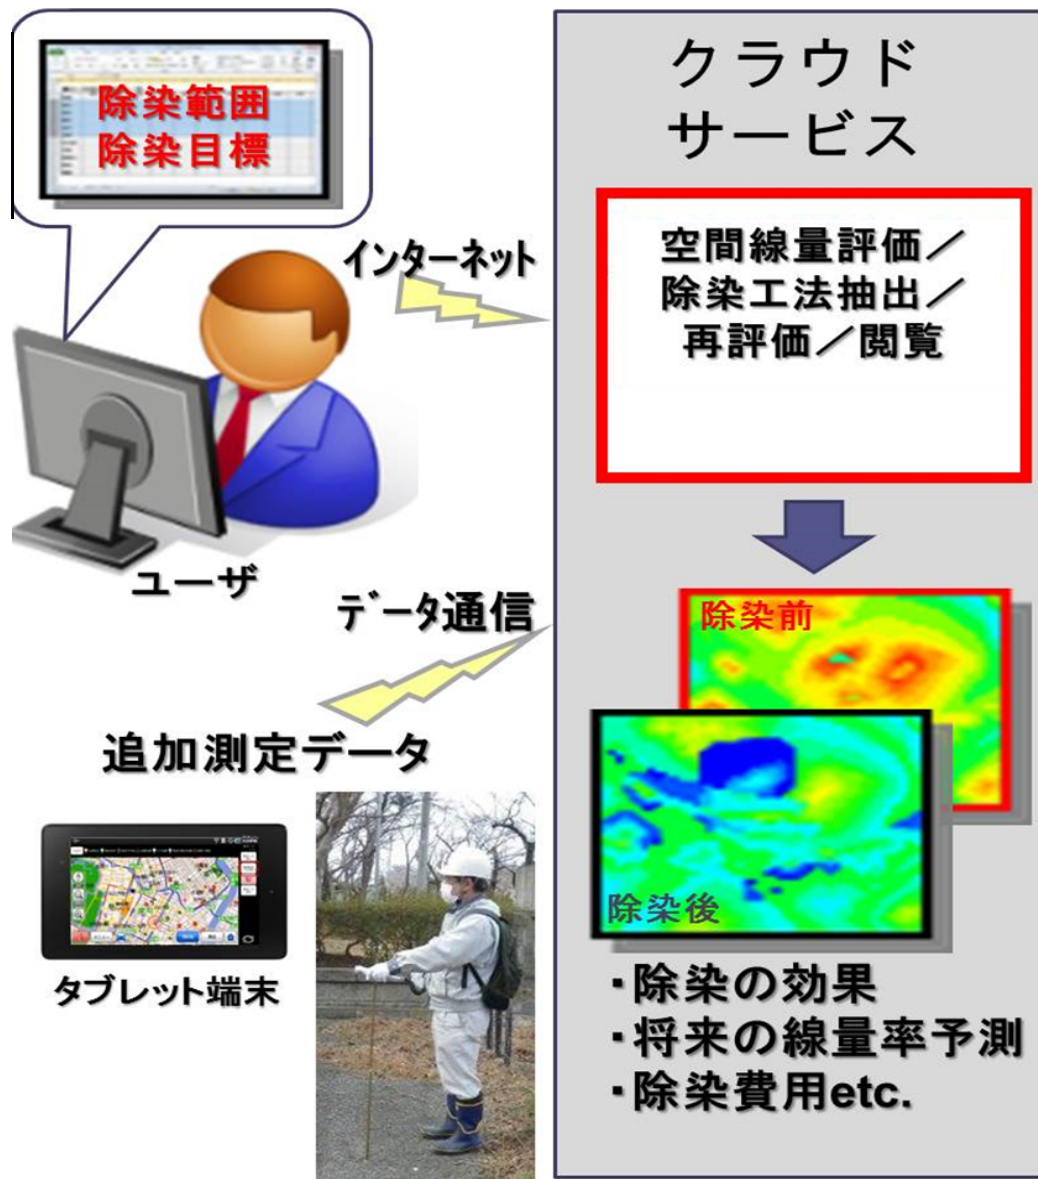 除染範囲
除染目標
インターネット
ユーザ
データ通信
追加測定データ
タブレット端末
クラウド
サービス
空間線量評価／
除染工法抽出／
再評価／閲覧
除染前
除染後
・除染の効果
・将来の線量率予測
・除染費用etc.